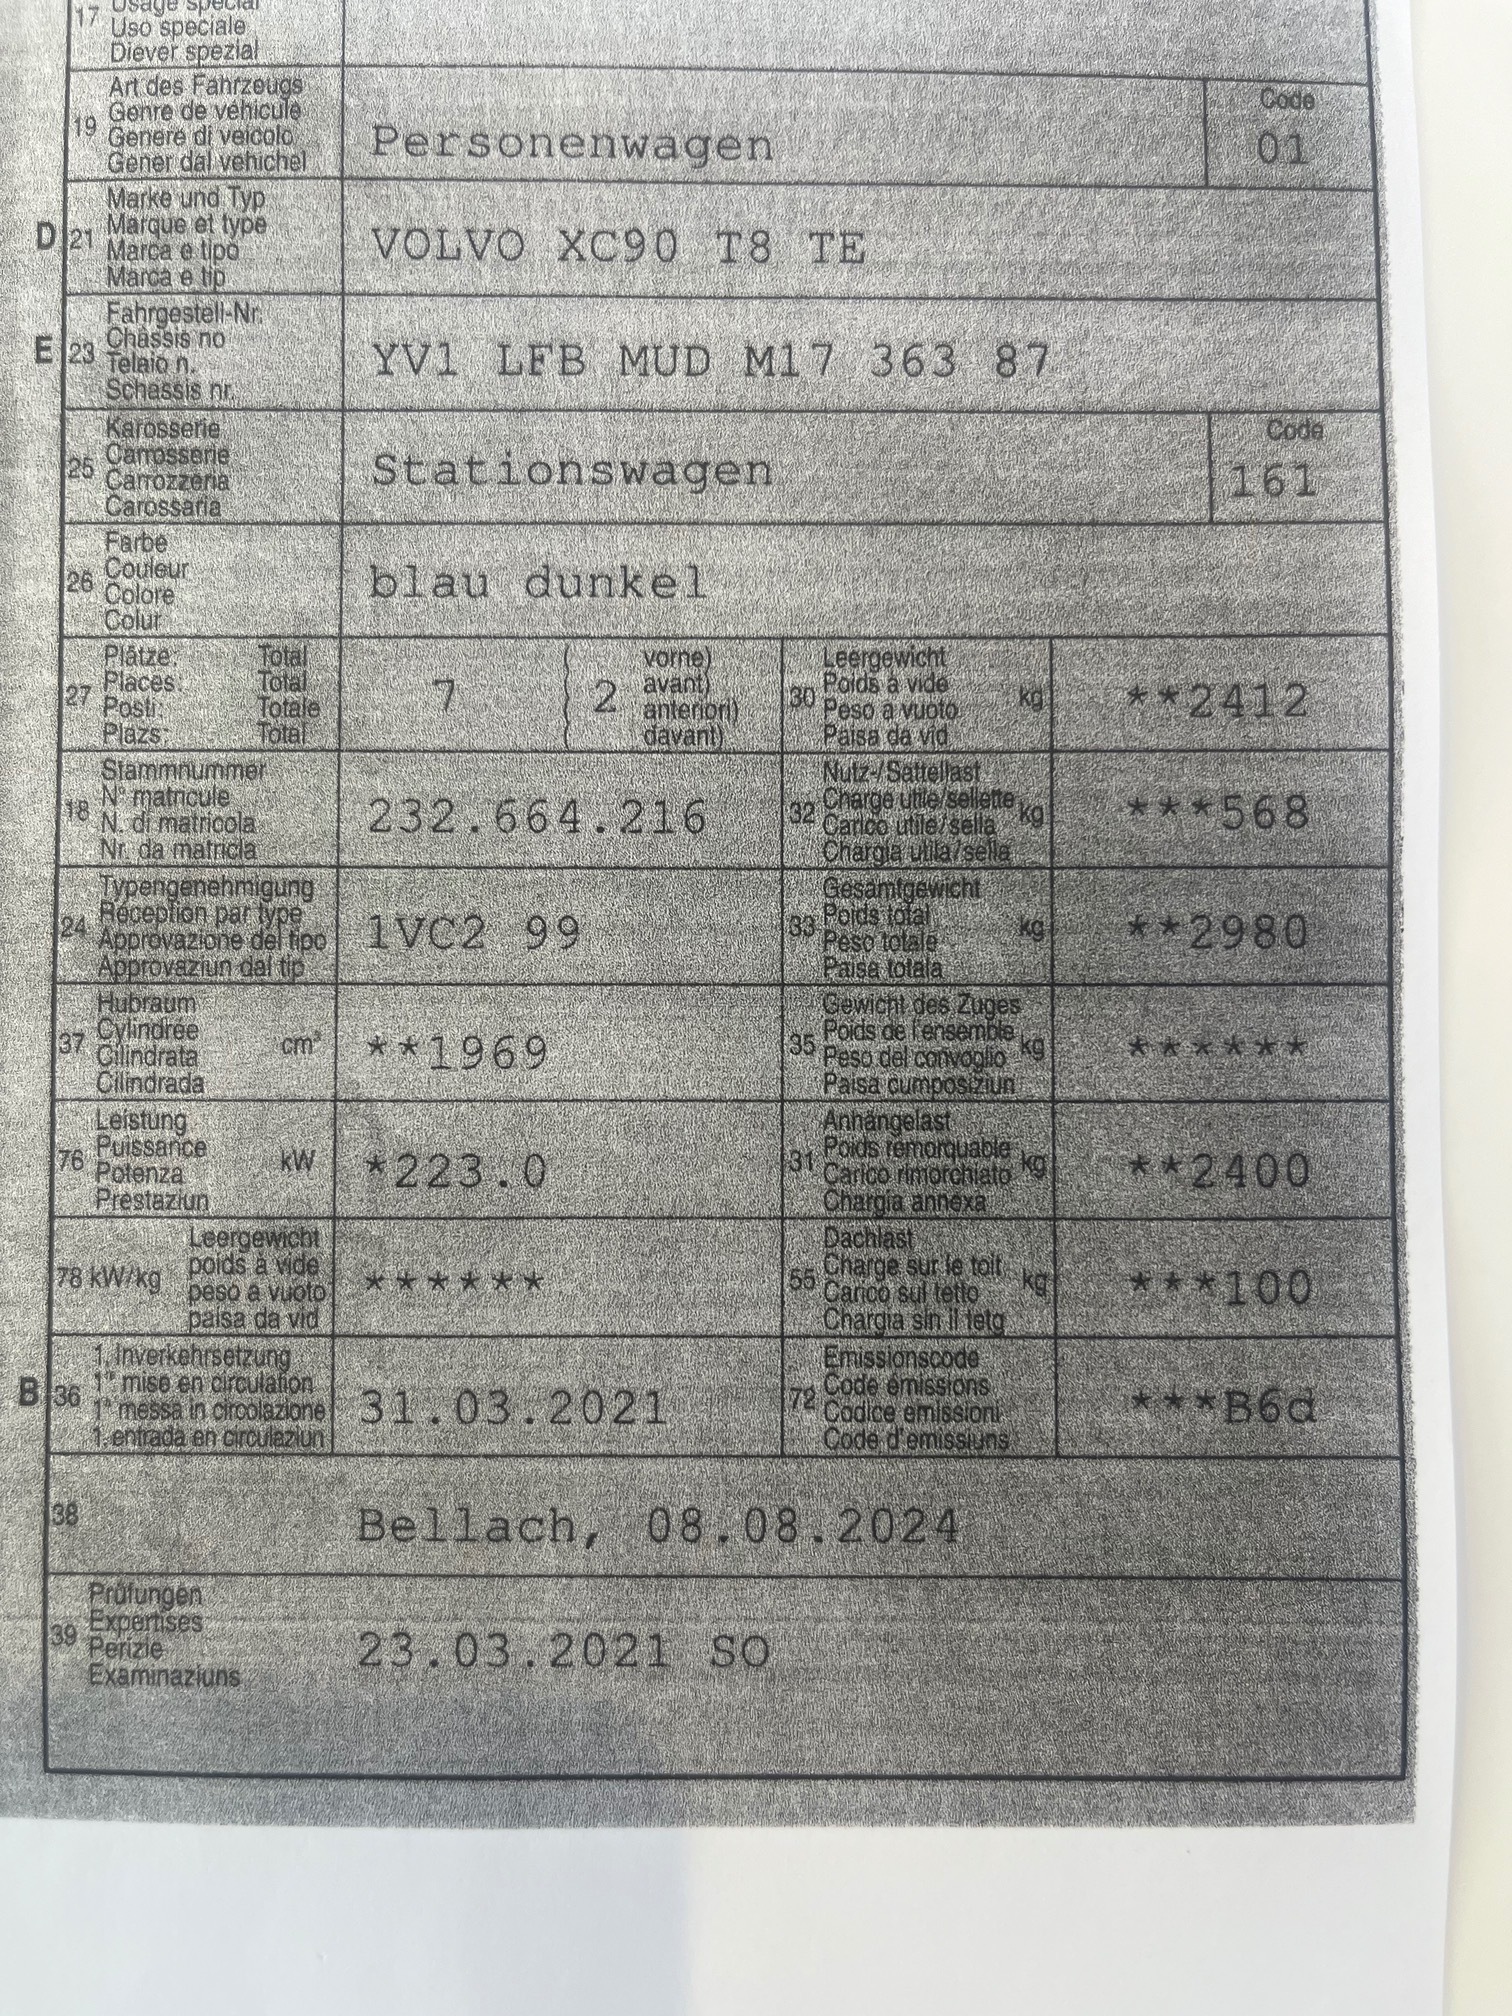 17 Usage spécial
Uso speciale
Diever spezial
Art des Fahrzeugs
19 Genre de véhicule
Genere di veicolo
Gener dal vehichel
Personenwagen
Code
01
Marke und Typ
D 21 Marque et type
Marca e tipo
Marca e tip
VOLVO XC90 T8 TE
Fahrgestell-Nr.
E 23 Châssis no
Telaio n.
Schassis nr.
YV1 LFB MUD M17 363 87
Karosserie
25 Carrosserie
Carrozzeria
Carossaria
Stationswagen
Code
161
Farbe
26 Couleur
Colore
Colur
blau dunkel
Plätze: Total
27 Places: Total
Posti: Totale
Plazs: Total
7 2
vorne)
avant)
anteriori)
davant)
Leergewicht
30 Poids à vide kg
Peso a vuoto
Paisa da vid
**2412
Stammnummer
18 N° matricule
N. di matricola
Nr. da matricla
232.664.216
Nutz-/Sattellast
32 Charge utile/sellette kg
Carico utile/sella
Chargia utila/sella
***568
Typengenehmigung
24 Réception par type
Approvazione del tipo
Approvaziun dal tip
1VC2 99
Gesamtgewicht
33 Poids total kg
Peso totale
Paisa totala
**2980
Hubraum
37 Cylindrée cm³
Cilindrata
Cilindrada
**1969
Gewicht des Zuges
35 Poids de l'ensemble kg
Peso del convoglio
Paisa cumposiziun
******
Leistung
76 Puissance kW
Potenza
Prestaziun
*223.0
Anhängelast
31 Poids remorquable kg
Carico rimorchiato
Chargia annexa
**2400
Leergewicht
78 kW/kg poids à vide
peso a vuoto
paisa da vid
******
Dachlast
55 Charge sur le toit kg
Carico sul tetto
Chargia sin il tetg
***100
1. Inverkehrsetzung
B 36 1re mise en circulation
1a messa in circolazione
1. entrada en circulaziun
31.03.2021
Emissionscode
72 Code émissions
Codice emissioni
Code d'emissiuns
***B6d
38
Bellach, 08.08.2024
Prüfungen
39 Expertises
Perizie
Examinaziuns
23.03.2021 SO